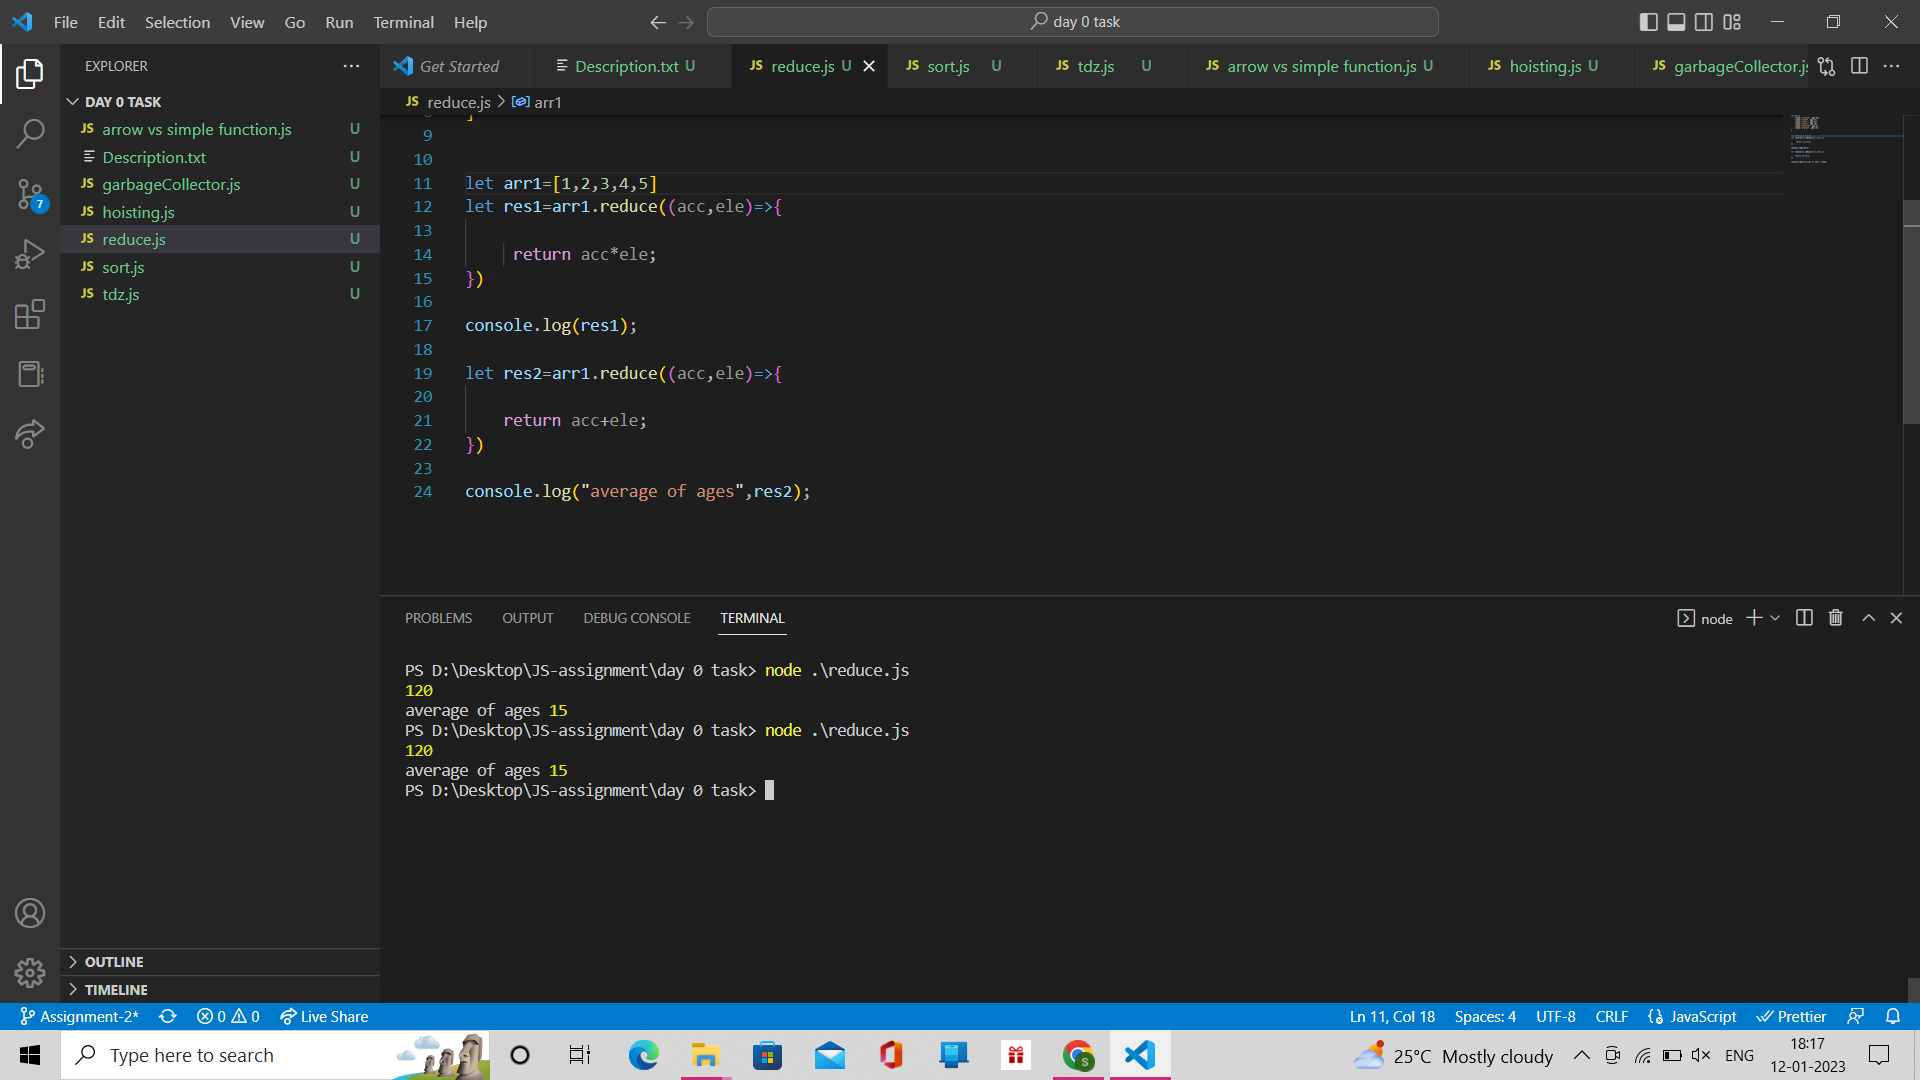 File Edit Selection View Go Run Terminal Help
day 0 task
EXPLORER
DAY 0 TASK
JS arrow vs simple function.js U
Description.txt U
JS garbageCollector.js U
JS hoisting.js U
JS reduce.js U
JS sort.js U
JS tdz.js U
OUTLINE
TIMELINE
7
Get Started
Description.txt U
JS reduce.js U
JS sort.js U
JS tdz.js U
JS arrow vs simple function.js U
JS hoisting.js U
JS garbageCollector.js
JS reduce.js > arr1
]
9
10
11 let arr1=[1,2,3,4,5]
12 let res1=arr1.reduce((acc,ele)=>{
13
14 return acc*ele;
15 })
16
17 console.log(res1);
18
19 let res2=arr1.reduce((acc,ele)=>{
20
21 return acc+ele;
22 })
23
24 console.log("average of ages",res2);
PROBLEMS OUTPUT DEBUG CONSOLE TERMINAL
node
PS D:\Desktop\JS-assignment\day 0 task> node .\reduce.js
120
average of ages 15
PS D:\Desktop\JS-assignment\day 0 task> node .\reduce.js
120
average of ages 15
PS D:\Desktop\JS-assignment\day 0 task>
Assignment-2* 0 0 Live Share
Ln 11, Col 18 Spaces: 4 UTF-8 CRLF JavaScript Prettier
Type here to search
25°C Mostly cloudy
ENG
18:17
12-01-2023